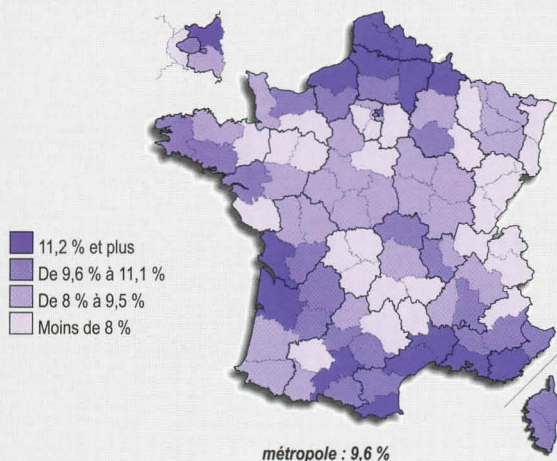 11,2 % et plus
De 9,6 % à 11,1 %
De 8 % à 9,5 %
Moins de 8 %
métropole : 9,6 %